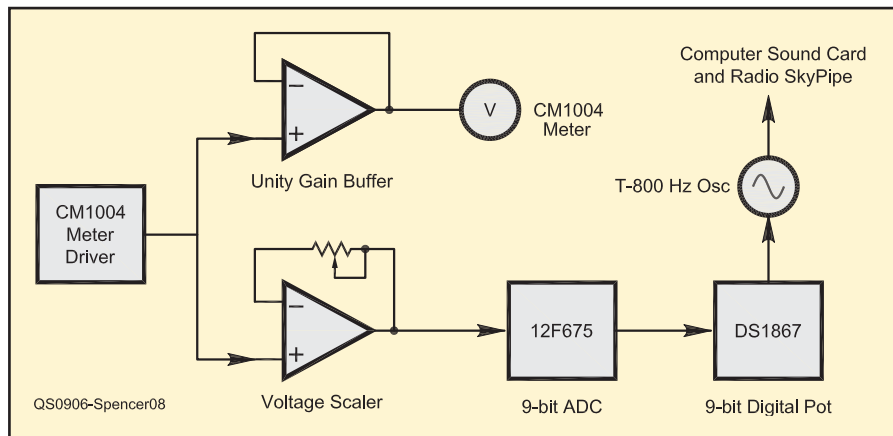 Computer Sound Card
and Radio SkyPipe
−
+
V
CM1004
Meter
Unity Gain Buffer
T-800 Hz Osc
CM1004
Meter
Driver
−
+
12F675
DS1867
QS0906-Spencer08
Voltage Scaler
9-bit ADC
9-bit Digital Pot